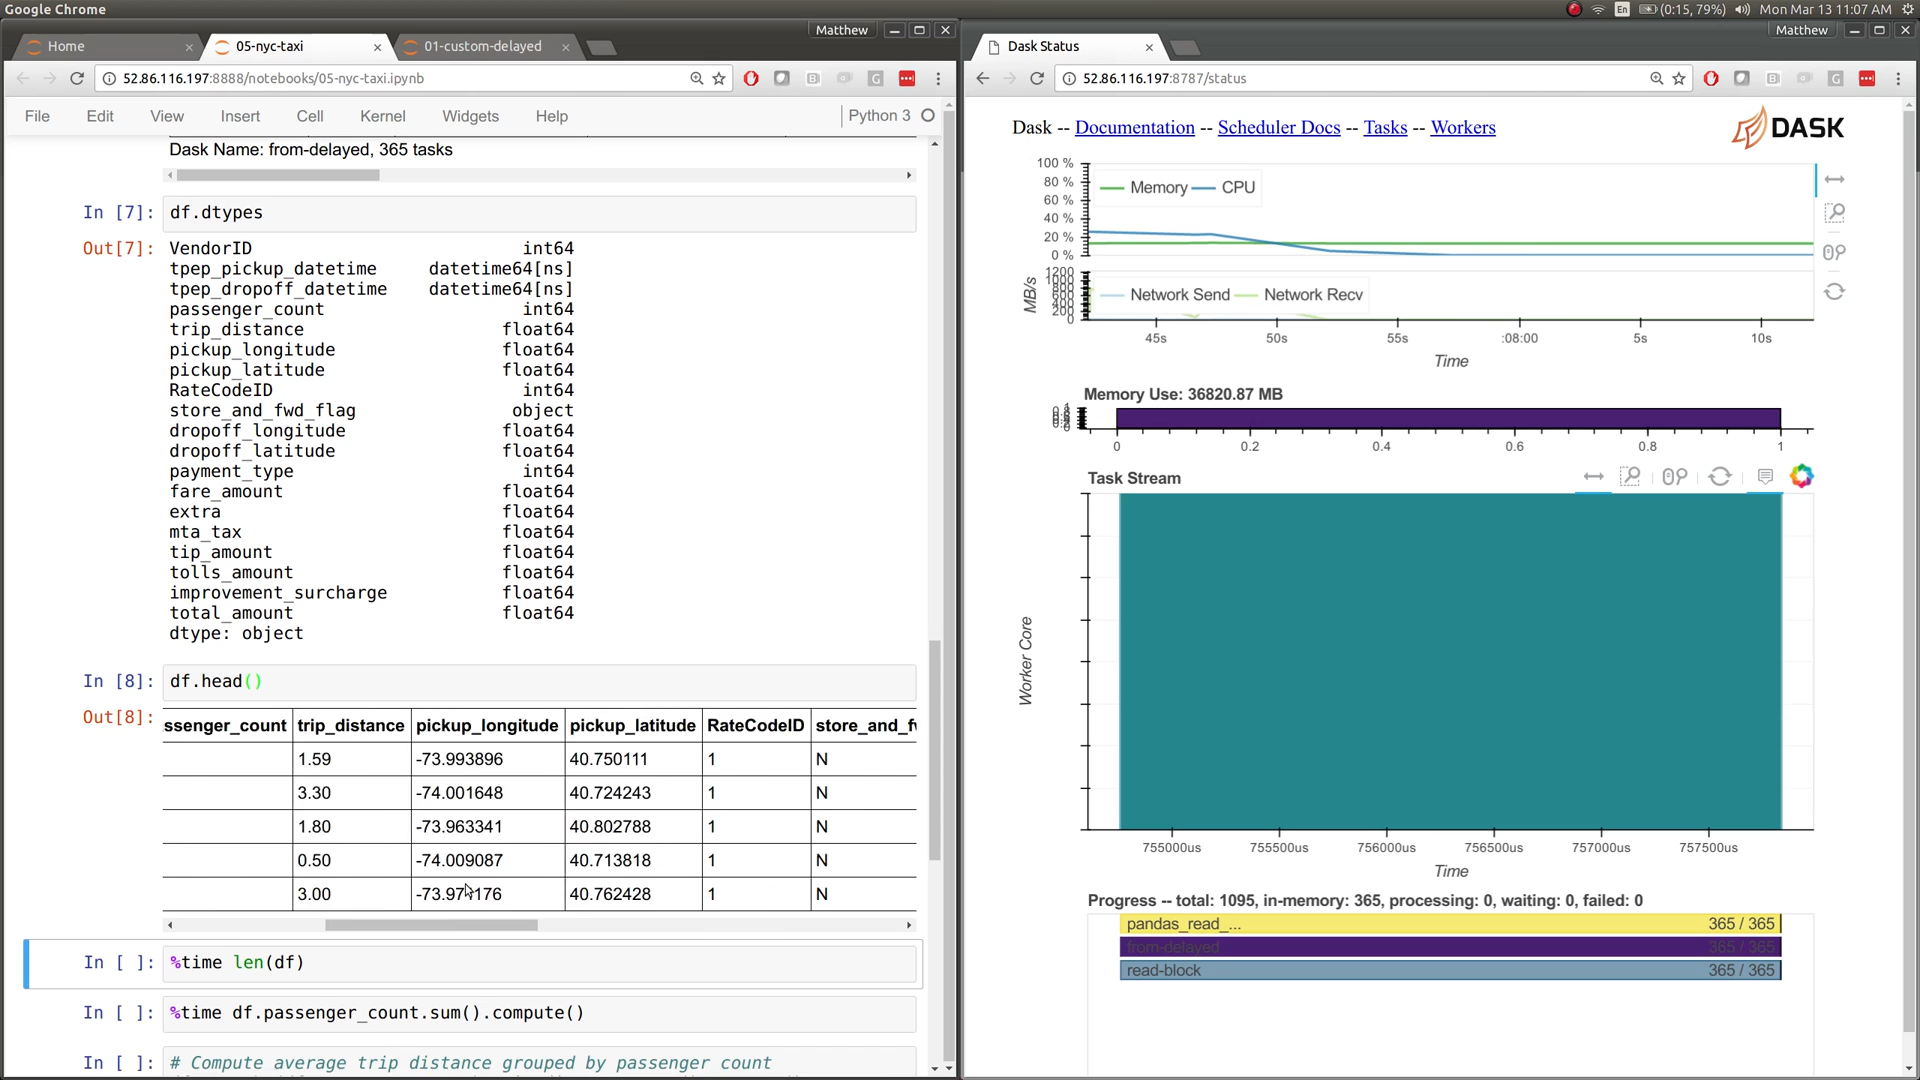 Google Chrome
En
(0:15, 79%)
Mon Mar 13 11:07 AM
Matthew
Home
05-nyc-taxi
01-custom-delayed
52.86.116.197:8888/notebooks/05-nyc-taxi.ipynb
File Edit View Insert Cell Kernel Widgets Help
Python 3
Dask Name: from-delayed, 365 tasks
In [7]: df.dtypes
Out[7]: VendorID int64
tpep_pickup_datetime datetime64[ns]
tpep_dropoff_datetime datetime64[ns]
passenger_count int64
trip_distance float64
pickup_longitude float64
pickup_latitude float64
RateCodeID int64
store_and_fwd_flag object
dropoff_longitude float64
dropoff_latitude float64
payment_type int64
fare_amount float64
extra float64
mta_tax float64
tip_amount float64
tolls_amount float64
improvement_surcharge float64
total_amount float64
dtype: object
In [8]: df.head()
Out[8]: ssenger_count trip_distance pickup_longitude pickup_latitude RateCodeID
1.59 -73.993896 40.750111 1 N
3.30 -74.001648 40.724243 1 N
1.80 -73.963341 40.802788 1 N
0.50 -74.009087 40.713818 1 N
3.00 40.762428 1 N
In [ ]: %time len(df)
In [ ]: %time df.passenger_count.sum().compute()
In [ ]: # Compute average trip distance grouped by passenger count
Matthew
Dask Status
52.86.116.197:8787/status
Dask -- Documentation -- Scheduler Docs -- Tasks -- Workers
DASK
100 %
80 %
60 %
40 %
20 %
0 %
Memory CPU
1200
1000
800
600
400
200
0
MB/s
Network Send Network Recv
45s 50s 55s :08:00 5s 10s
Time
Memory Use: 36820.87 MB
0 0.2 0.4 0.6 0.8 1
Task Stream
Worker Core
755000us 755500us 756000us 756500us 757000us 757500us
Time
Progress -- total: 1095, in-memory: 365, processing: 0, waiting: 0, failed: 0
pandas_read_... 365 / 365
from-delayed 365 / 365
read-block 365 / 365